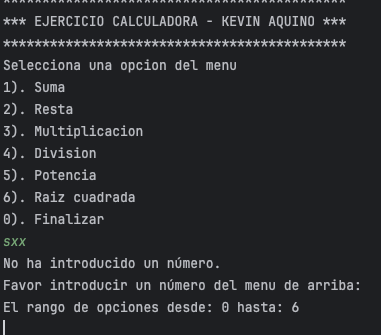 *** EJERCICIO CALCULADORA - KEVIN AQUINO ***
********************************************
Selecciona una opcion del menu
1). Suma
2). Resta
3). Multiplicacion
4). Division
5). Potencia
6). Raiz cuadrada
0). Finalizar
sxx
No ha introducido un número.
Favor introducir un número del menu de arriba:
El rango de opciones desde: 0 hasta: 6